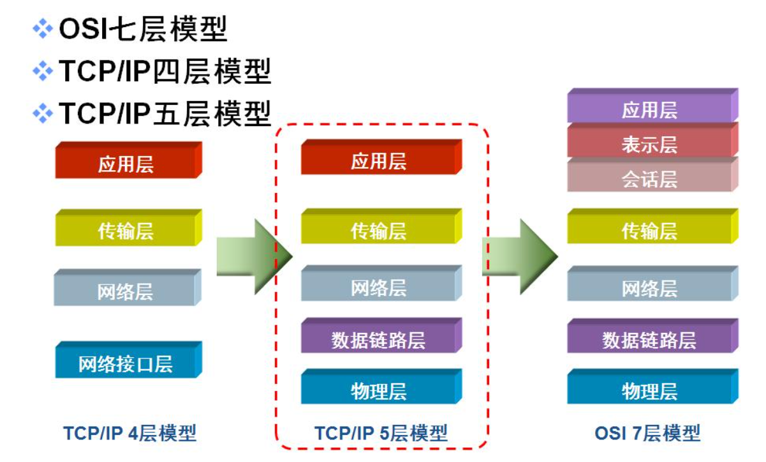 OSI七层模型
TCP/IP四层模型
TCP/IP五层模型
应用层
传输层
网络层
网络接口层
TCP/IP 4层模型
应用层
传输层
网络层
数据链路层
物理层
TCP/IP 5层模型
应用层
表示层
会话层
传输层
网络层
数据链路层
物理层
OSI 7层模型